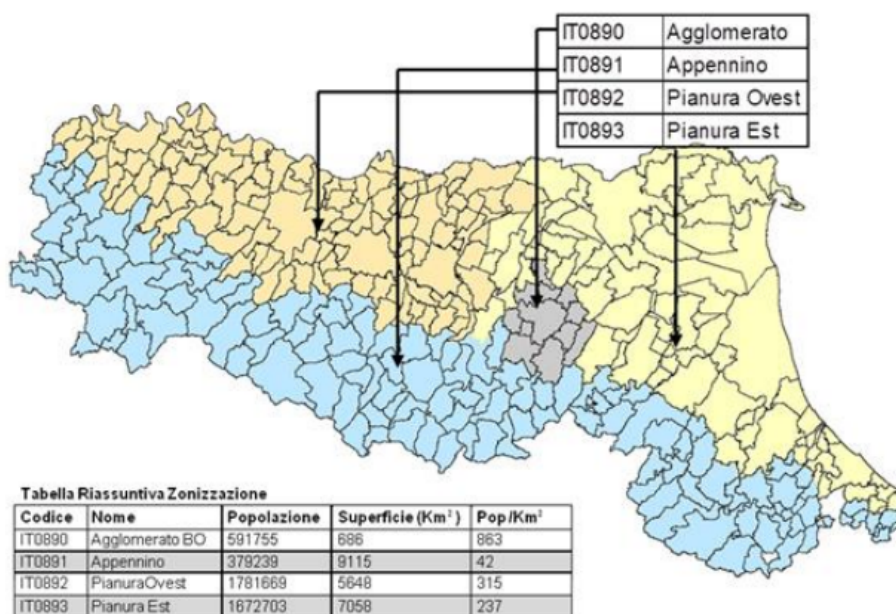 IT0890 Agglomerato
IT0891 Appennino
IT0892 Pianura Ovest
IT0893 Pianura Est
Tabella Riassuntiva Zonizzazione
Codice Nome Popolazione Superficie (Km²) Pop/Km²
IT0890 Agglomerato BO 591755 686 863
IT0891 Appennino 379239 9115 42
IT0892 PianuraOvest 1781669 5648 315
IT0893 Pianura Est 1672703 7058 237